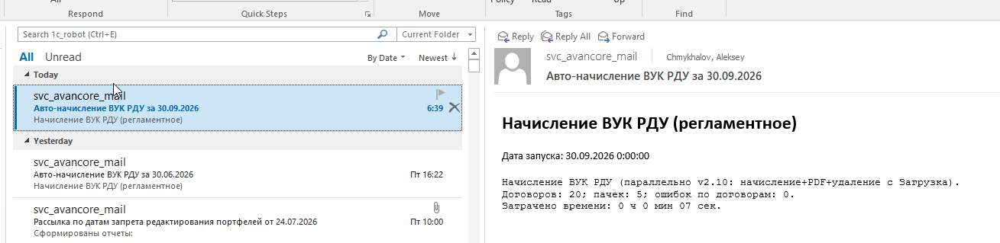 All
Policy
Read
Up
Respond
Quick Steps
Move
Tags
Find
Search 1c_robot (Ctrl+E)
Current Folder
All Unread
By Date
Newest
Today
svc_avancore_mail
Авто-начисление ВУК РДУ за 30.09.2026
6:39
Начисление ВУК РДУ (регламентное)
Yesterday
svc_avancore_mail
Авто-начисление ВУК РДУ за 30.06.2026
Пт 16:22
Начисление ВУК РДУ (регламентное)
svc_avancore_mail
Рассылка по датам запрета редактирования портфелей от 24.07.2026
Пт 10:00
Сформированы отчеты:
Reply
Reply All
Forward
svc_avancore_mail
Chmykhalov, Aleksey
Авто-начисление ВУК РДУ за 30.09.2026
Начисление ВУК РДУ (регламентное)
Дата запуска: 30.09.2026 0:00:00
Начисление ВУК РДУ (параллельно v2.10: начисление+PDF+удаление с Загрузка).
Договоров: 20; пачек: 5; ошибок по договорам: 0.
Затрачено времени: 0 ч 0 мин 07 сек.